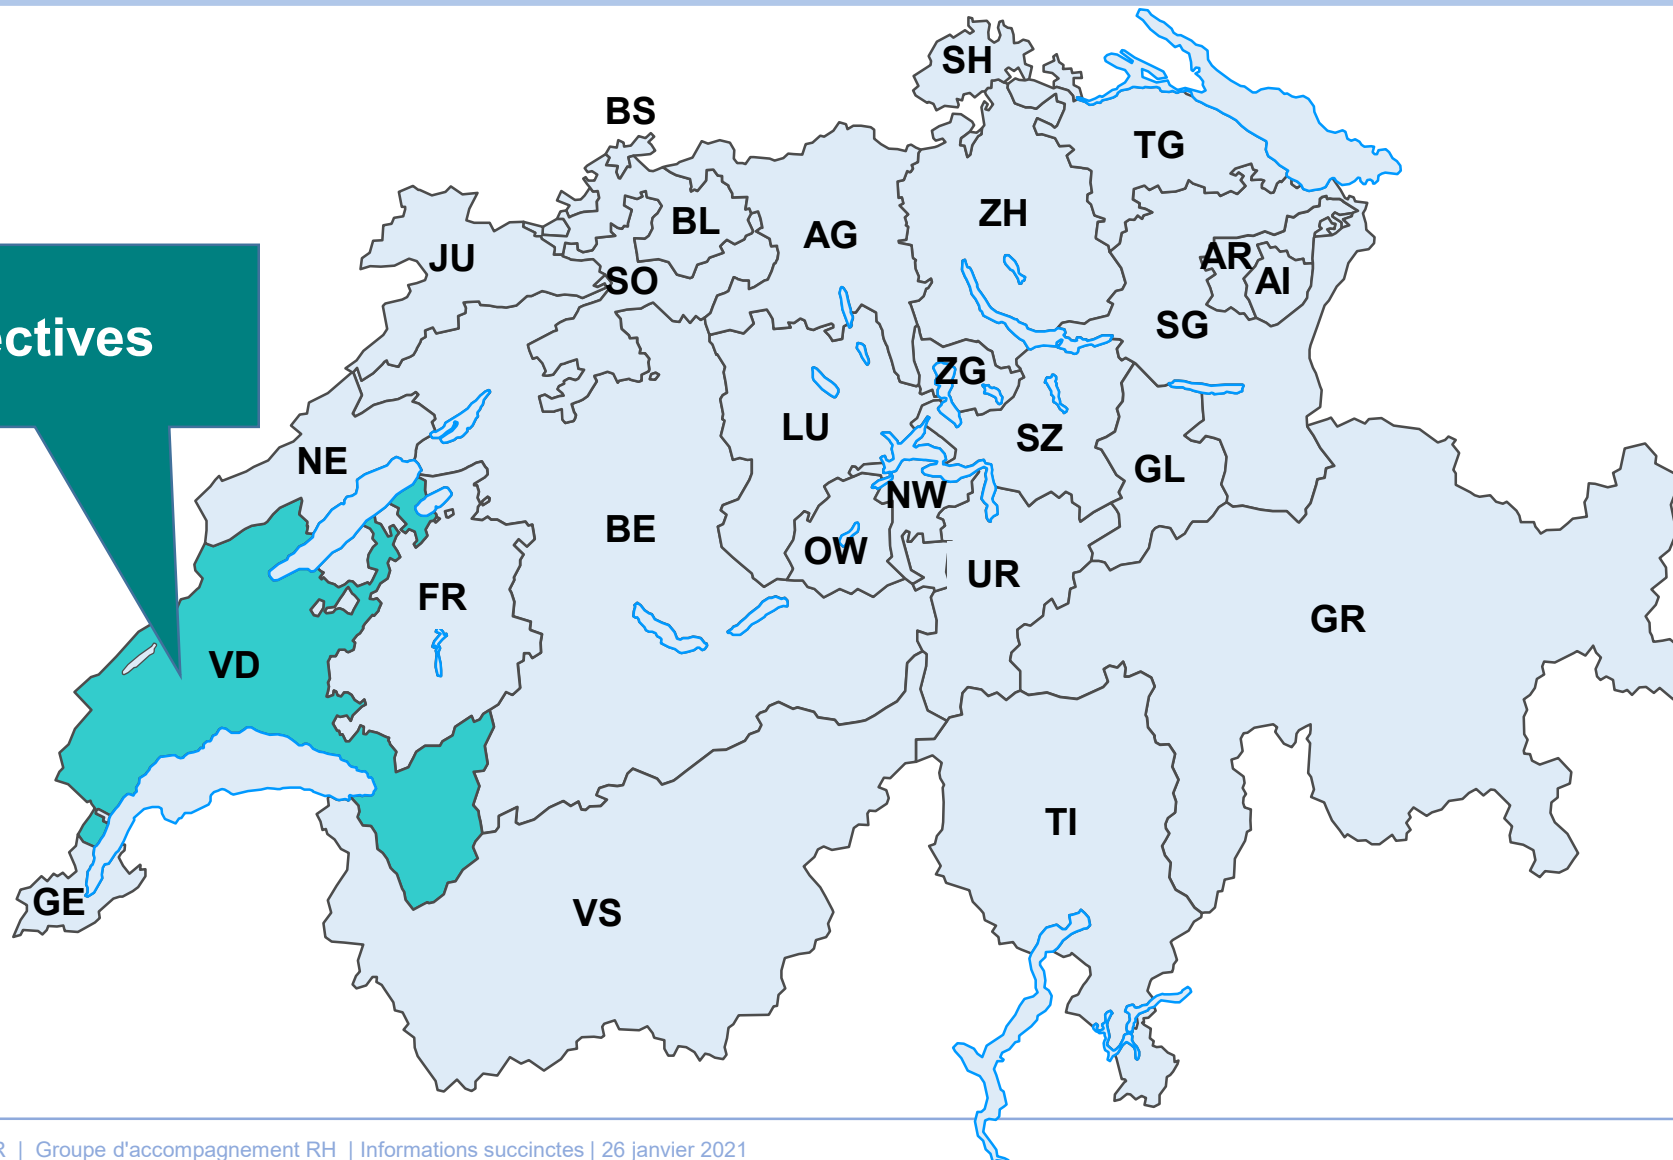 SH
BS
TG
ZH
BL
AG
JU
AR
SO
AI
ectives
SG
ZG
LU
SZ
NE
GL
NW
BE
OW
UR
FR
GR
VD
TI
GE
VS
R | Groupe d'accompagnement RH | Informations succinctes | 26 janvier 2021